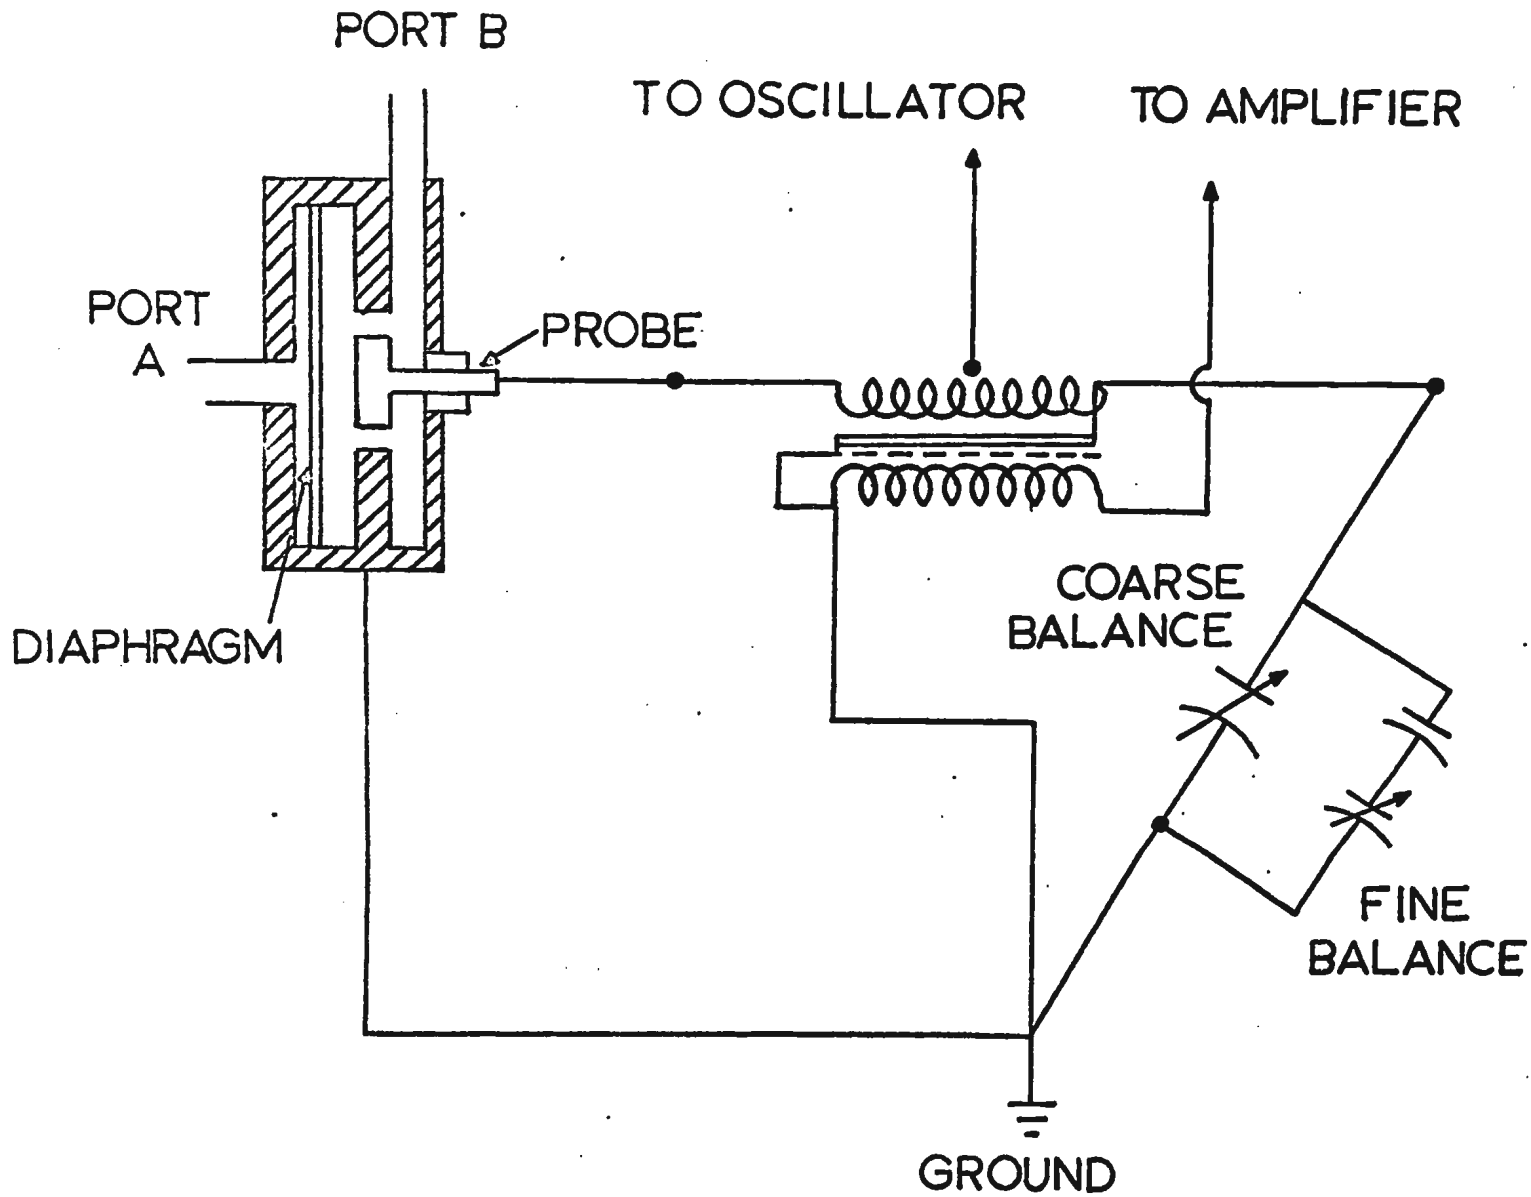 PORT B
TO OSCILLATOR
TO AMPLIFIER
PORT
A
PROBE
DIAPHRAGM
COARSE
BALANCE
FINE
BALANCE
GROUND